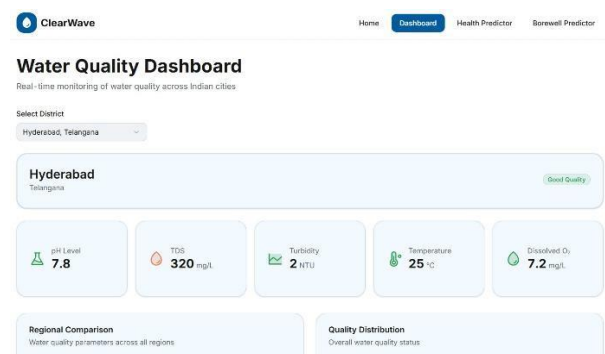 ClearWave
Home Dashboard Health Predictor Borewell Predictor
Water Quality Dashboard
Real-time monitoring of water quality across Indian cities
Select District
Hyderabad, Telangana
Hyderabad
Telangana
Good Quality
pH Level
7.8
TDS
320 mg/L
Turbidity
2 NTU
Temperature
25 °C
Dissolved O₂
7.2 mg/L
Regional Comparison
Water quality parameters across all regions
Quality Distribution
Overall water quality status